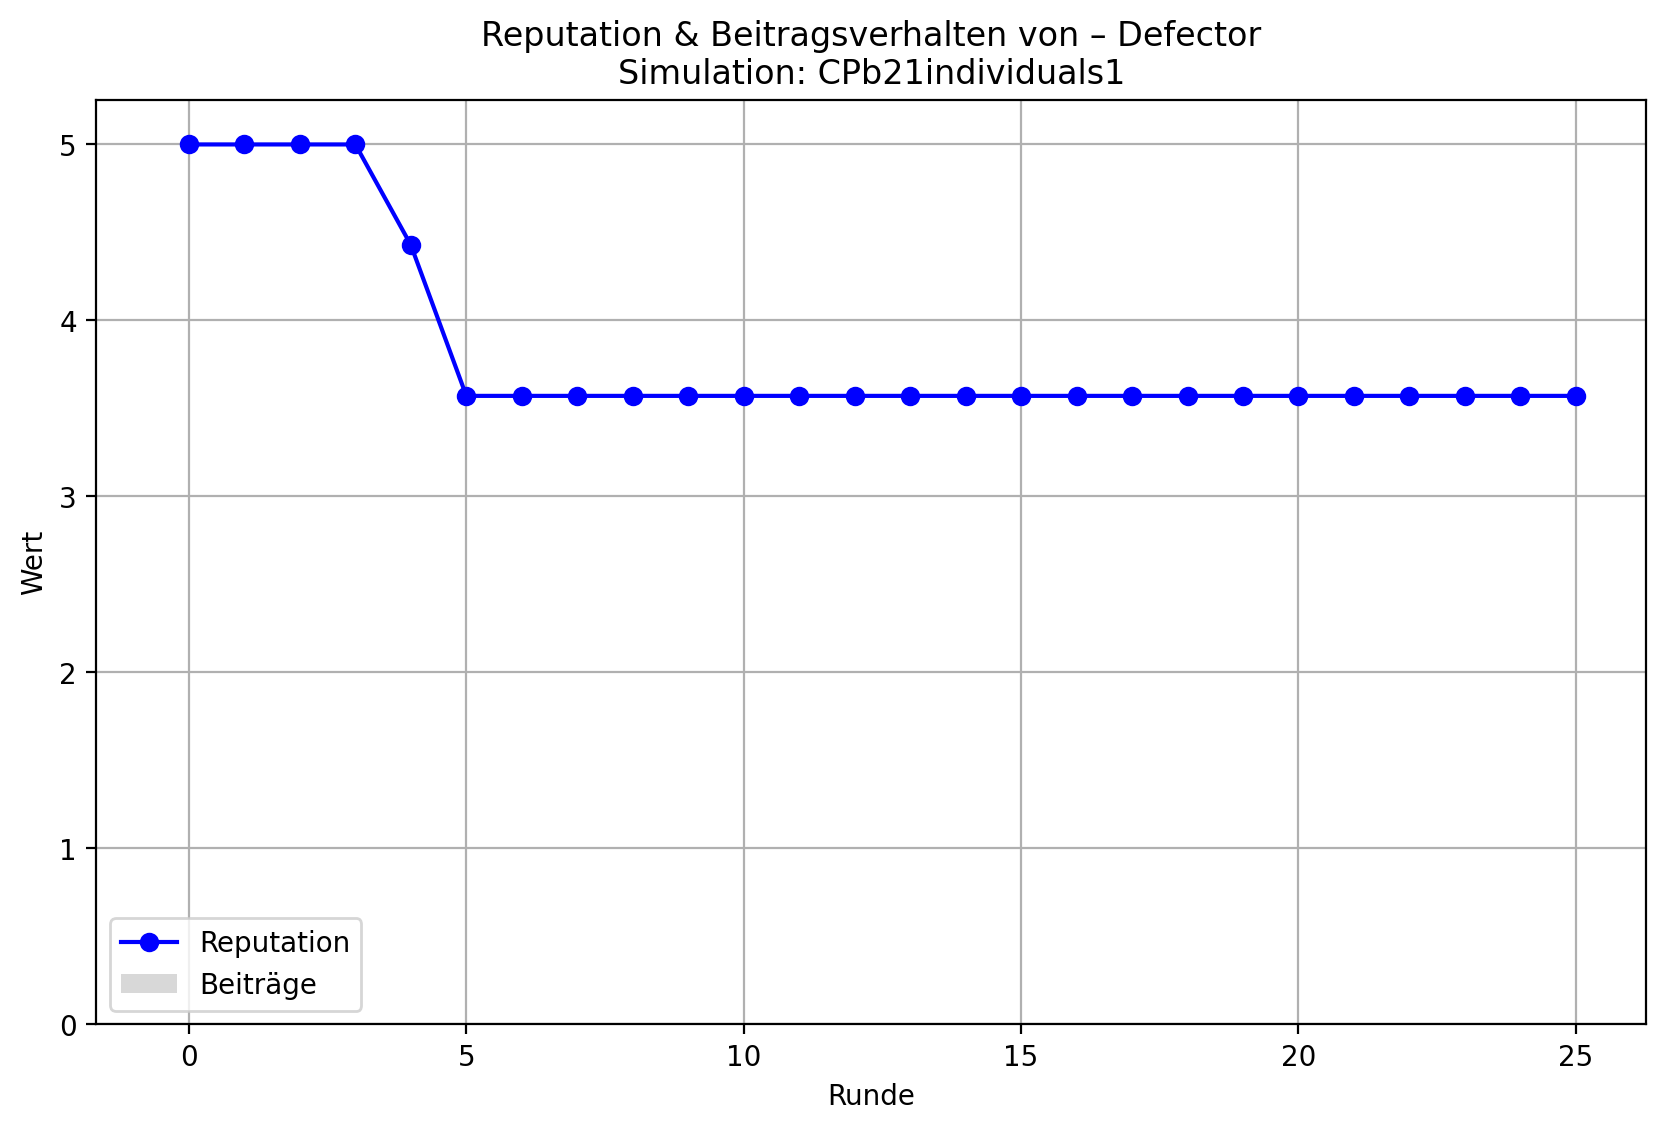 Reputation & Beitragsverhalten von – Defector
Simulation: CPb21individuals1
5
4
3
2
1
0
Wert
Reputation
Beiträge
0 5 10 15 20 25
Runde